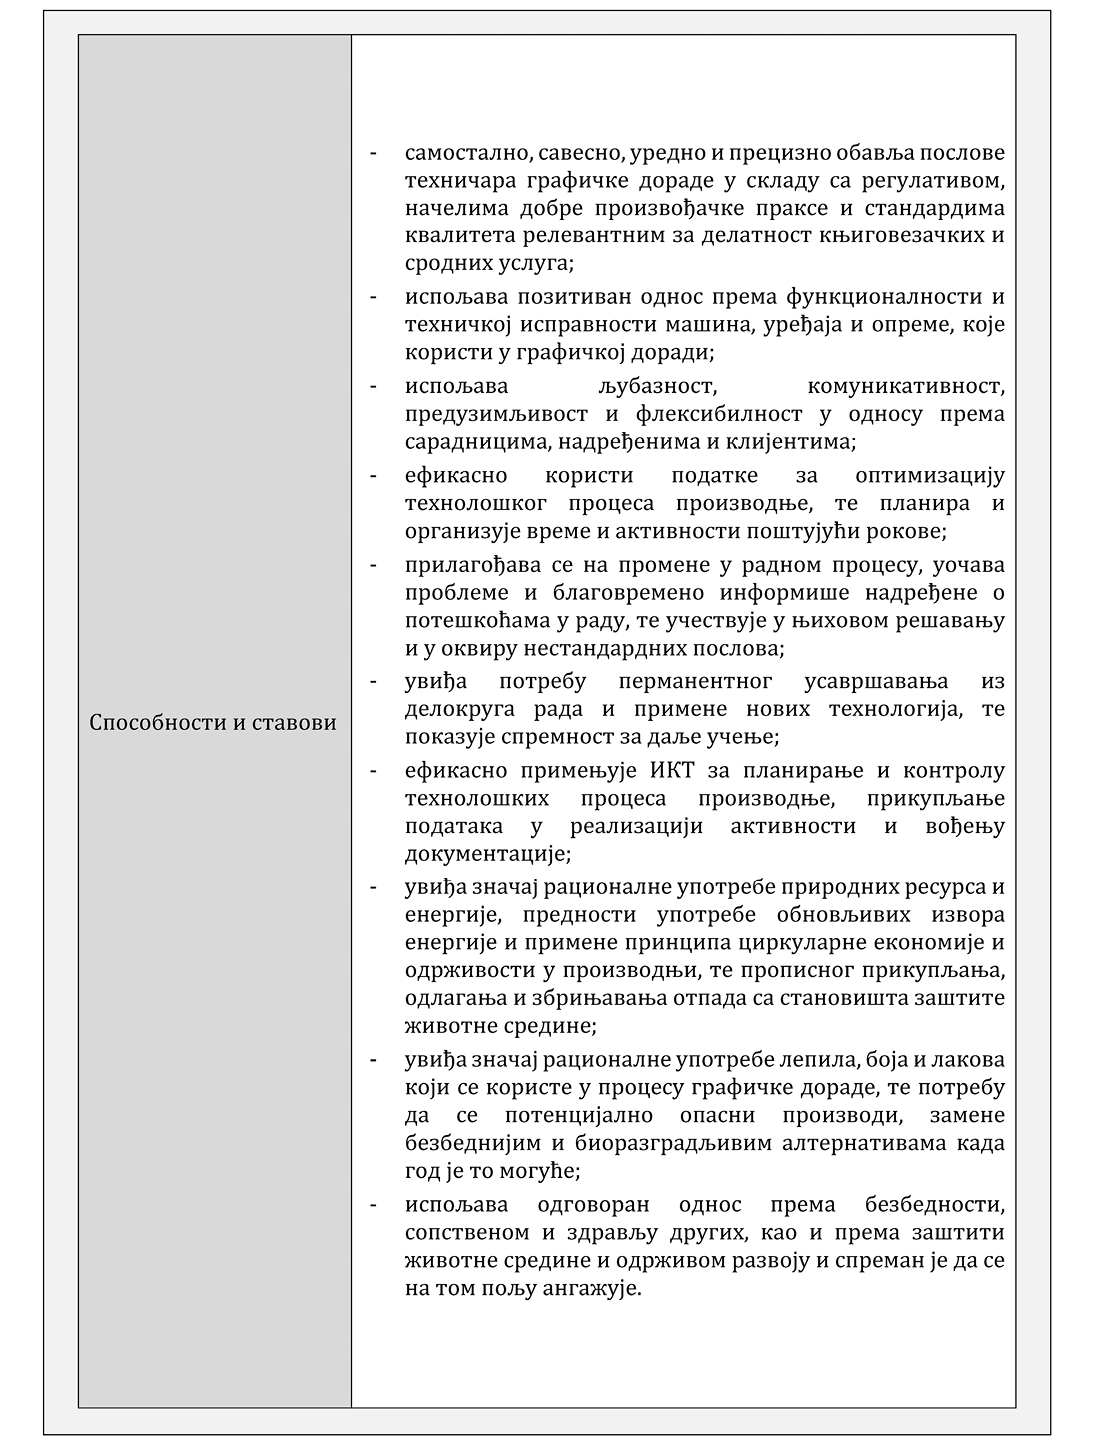 Способности и ставови
- самостално, савесно, уредно и прецизно обавља послове
техничара графичке дораде у складу са регулативом,
начелима добре произвођачке праксе и стандардима
квалитета релевантним за делатност књиговезачких и
сродних услуга;
- испољава позитиван однос према функционалности и
техничкој исправности машина, уређаја и опреме, које
користи у графичкој доради;
- испољава љубазност, комуникативност,
предузимљивост и флексибилност у односу према
сарадницима, надређенима и клијентима;
- ефикасно користи податке за оптимизацију
технолошког процеса производње, те планира и
организује време и активности поштујући рокове;
- прилагођава се на промене у радном процесу, уочава
проблеме и благовремено информише надређене о
потешкоћама у раду, те учествује у њиховом решавању
и у оквиру нестандардних послова;
- увиђа потребу перманентног усавршавања из
делокруга рада и примене нових технологија, те
показује спремност за даље учење;
- ефикасно примењује ИКТ за планирање и контролу
технолошких процеса производње, прикупљање
података у реализацији активности и вођењу
документације;
- увиђа значај рационалне употребе природних ресурса и
енергије, предности употребе обновљивих извора
енергије и примене принципа циркуларне економије и
одрживости у производњи, те прописног прикупљања,
одлагања и збрињавања отпада са становишта заштите
животне средине;
- увиђа значај рационалне употребе лепила, боја и лакова
који се користе у процесу графичке дораде, те потребу
да се потенцијално опасни производи, замене
безбеднијим и биоразградљивим алтернативама када
год је то могуће;
- испољава одговоран однос према безбедности,
сопственом и здрављу других, као и према заштити
животне средине и одрживом развоју и спреман је да се
на том пољу ангажује.